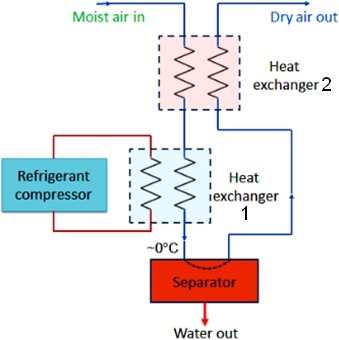 Moist air in
Dry air out
Heat
exchanger 2
Refrigerant
compressor
Heat
exchanger
1
~0°C
Separator
Water out